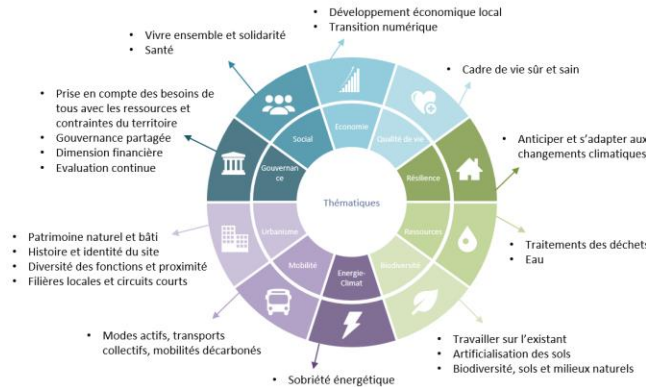 • Développement économique local
• Transition numérique
• Vivre ensemble et solidarité
• Santé
• Cadre de vie sûr et sain
• Prise en compte des besoins de
tous avec les ressources et
contraintes du territoire
• Gouvernance partagée
• Dimension financière
• Evaluation continue
• Anticiper et s'adapter aux
changements climatiques
Social
Economie
Qualité de vie
Gouvernan
ce
Résilience
Thématiques
Urbanisme
Ressources
Mobilité
Energie-
Climat
Biodiversité
• Patrimoine naturel et bâti
• Histoire et identité du site
• Diversité des fonctions et proximité
• Filières locales et circuits courts
• Traitements des déchets
• Eau
• Modes actifs, transports
collectifs, mobilités décarbonés
• Travailler sur l'existant
• Artificialisation des sols
• Biodiversité, sols et milieux naturels
• Sobriété énergétique